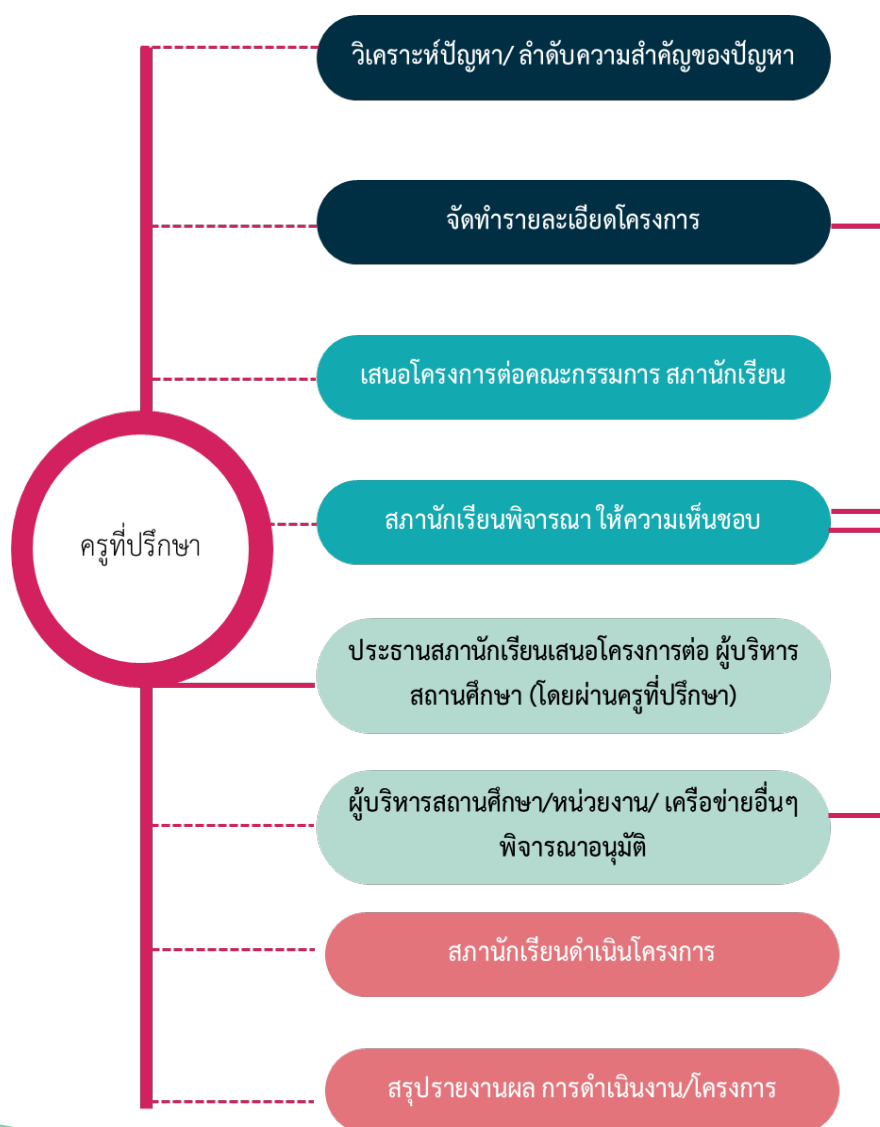 วิเคราะห์ปัญหา/ ลำดับความสำคัญของปัญหา
จัดทำรายละเอียดโครงการ
เสนอโครงการต่อคณะกรรมการ สภานักเรียน
สภานักเรียนพิจารณา ให้ความเห็นชอบ
ครูที่ปรึกษา
ประธานสภานักเรียนเสนอโครงการต่อ ผู้บริหาร
สถานศึกษา (โดยผ่านครูที่ปรึกษา)
ผู้บริหารสถานศึกษา/หน่วยงาน/ เครือข่ายอื่นๆ
พิจารณาอนุมัติ
สภานักเรียนดำเนินโครงการ
สรุปรายงานผล การดำเนินงาน/โครงการ